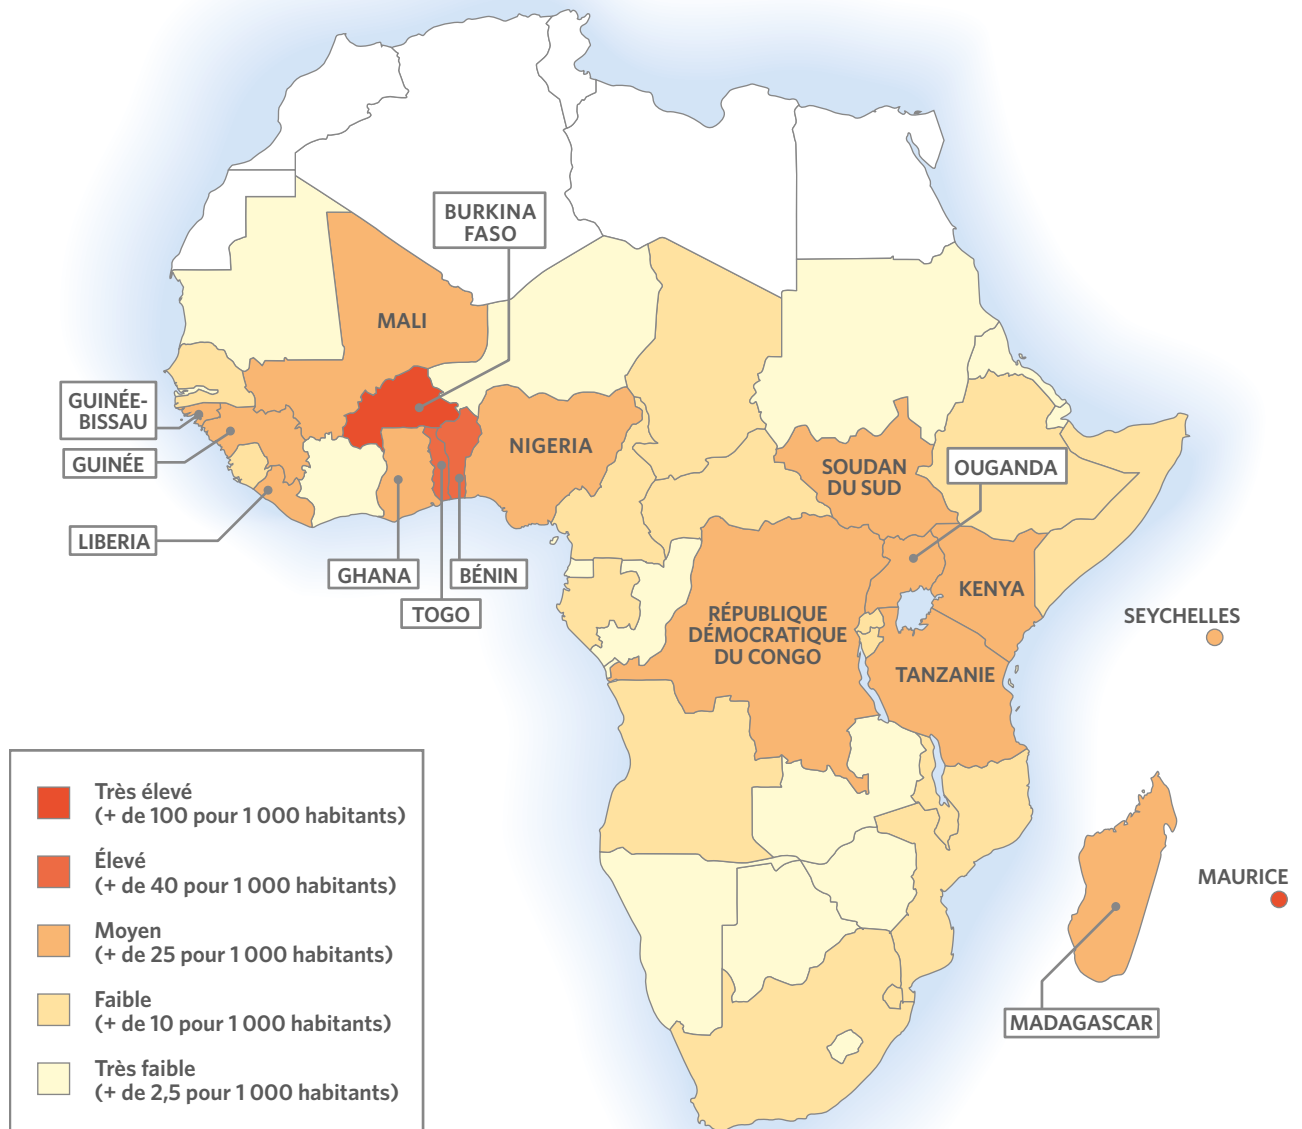 BURKINA
FASO
MALI
GUINÉE-
BISSAU
GUINÉE
LIBERIA
NIGERIA
SOUDAN
DU SUD
OUGANDA
GHANA
BÉNIN
TOGO
KENYA
RÉPUBLIQUE
DÉMOCRATIQUE
DU CONGO
SEYCHELLES
TANZANIE
MAURICE
MADAGASCAR
Très élevé
(+ de 100 pour 1 000 habitants)
Élevé
(+ de 40 pour 1 000 habitants)
Moyen
(+ de 25 pour 1 000 habitants)
Faible
(+ de 10 pour 1 000 habitants)
Très faible
(+ de 2,5 pour 1 000 habitants)